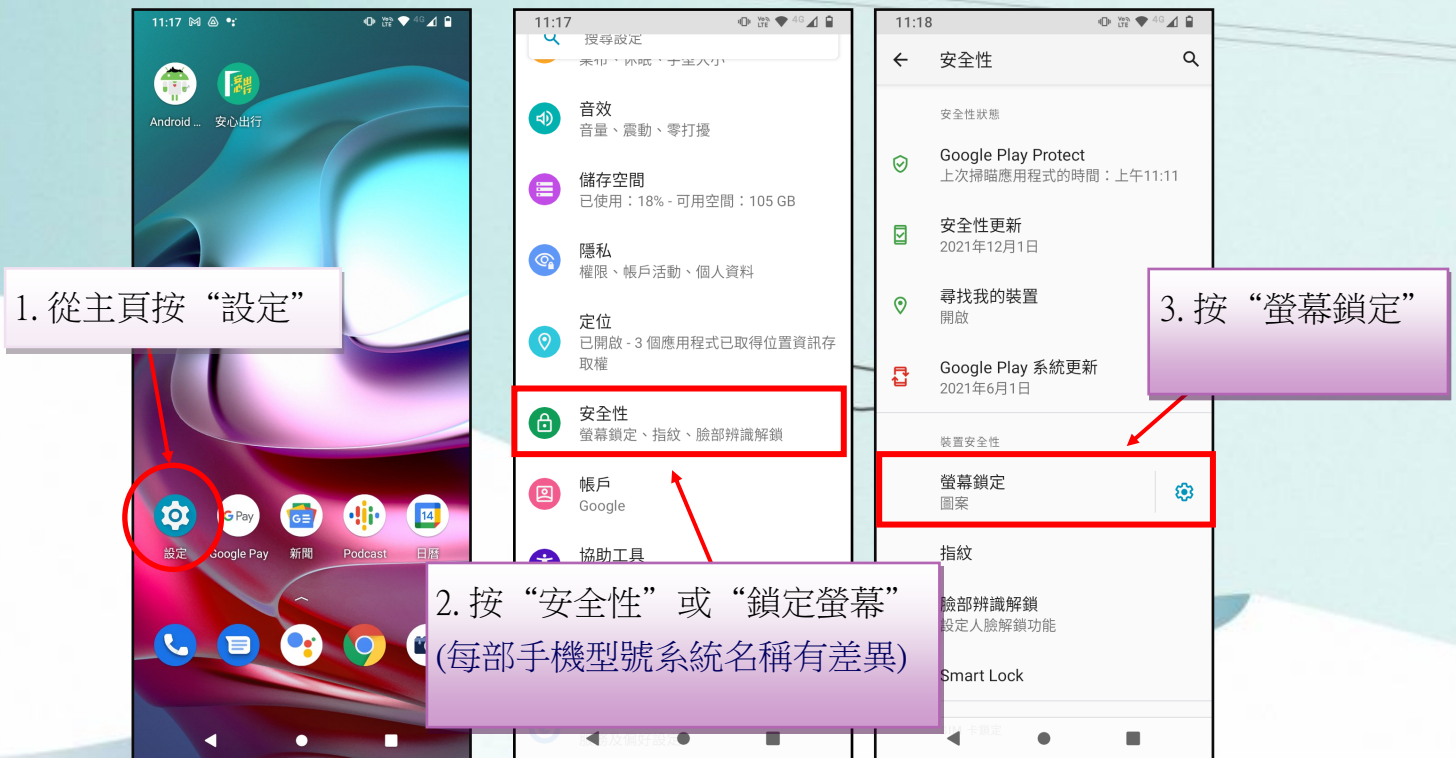 11:17
VoIP LTE 4G
Android ...
安心出行
1. 從主頁按“設定”
G Pay
14
設定
Google Pay
新聞
Podcast
日曆
11:17
4G
搜尋設定
音效
音量、震動、零打擾
儲存空間
已使用：18% - 可用空間：105 GB
隱私
權限、帳戶活動、個人資料
定位
已開啟 - 3 個應用程式已取得位置資訊存
取權
安全性
螢幕鎖定、指紋、臉部辨識解鎖
帳戶
Google
協助工具
2. 按“安全性”或“鎖定螢幕”
(每部手機型號系統名稱有差異)
11:18
4G
安全性
安全性狀態
Google Play Protect
上次掃瞄應用程式的時間：上午11:11
安全性更新
2021年12月1日
尋找我的裝置
開啟
Google Play 系統更新
2021年6月1日
3. 按“螢幕鎖定”
裝置安全性
螢幕鎖定
圖案
指紋
臉部辨識解鎖
設定人臉解鎖功能
Smart Lock
卡鎖定